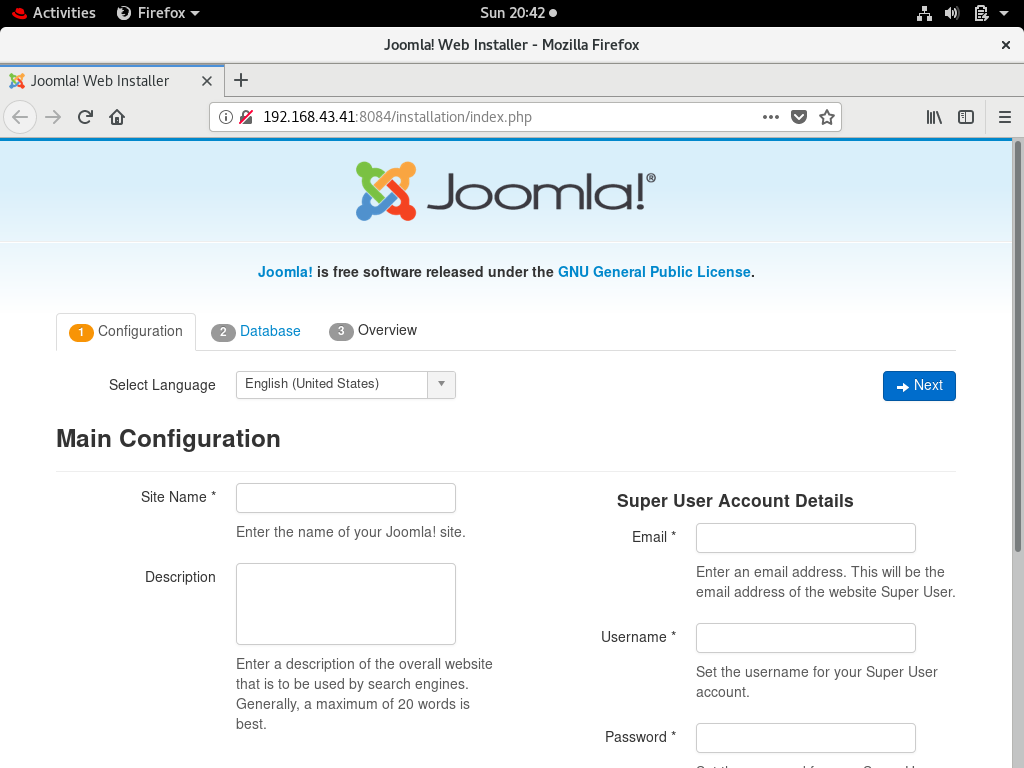 Activities Firefox Sun 20:42
Joomla! Web Installer - Mozilla Firefox
Joomla! Web Installer
192.168.43.41:8084/installation/index.php
Joomla!®
Joomla! is free software released under the GNU General Public License.
1 Configuration 2 Database 3 Overview
Select Language English (United States) Next
Main Configuration
Site Name *
Enter the name of your Joomla! site.
Description
Enter a description of the overall website
that is to be used by search engines.
Generally, a maximum of 20 words is
best.
Super User Account Details
Email *
Enter an email address. This will be the
email address of the website Super User.
Username *
Set the username for your Super User
account.
Password *